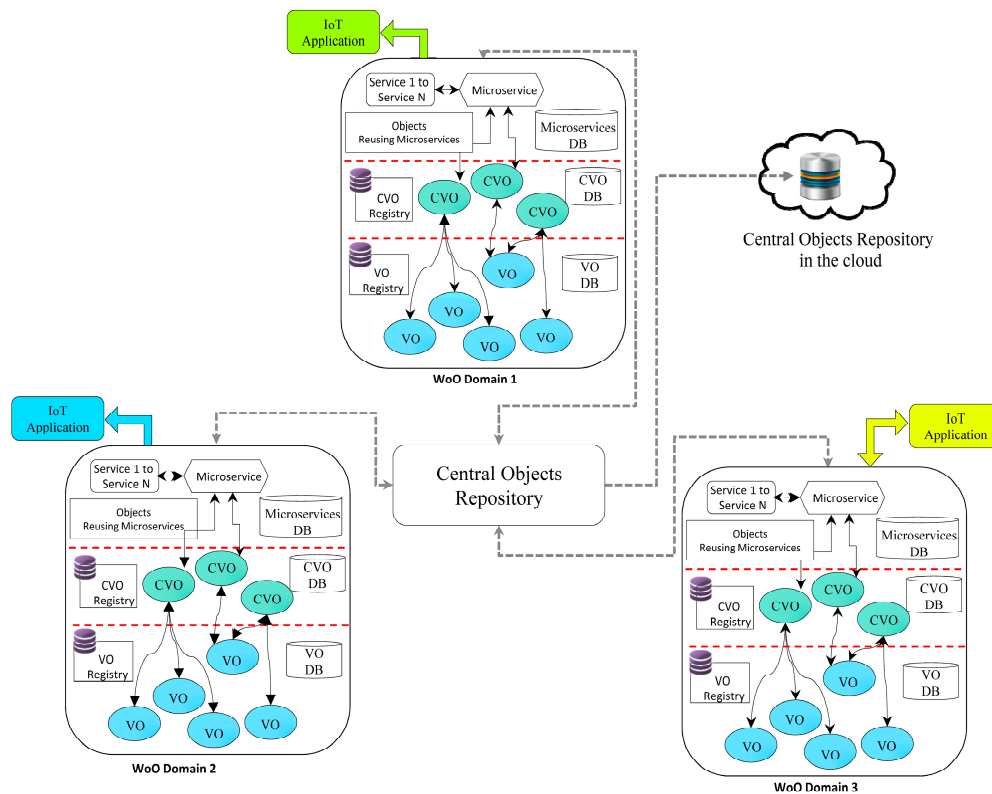 IoT
Application
Service 1 to
Service N
Microservice
Objects
Reusing Microservices
Microservices
DB
CVO
Registry
CVO
CVO
CVO
CVO
DB
VO
Registry
VO
VO
DB
VO
VO
VO
VO
WoO Domain 1
Central Objects Repository
in the cloud
IoT
Application
Service 1 to
Service N
Microservice
Objects
Reusing Microservices
Microservices
DB
CVO
Registry
CVO
CVO
CVO
CVO
DB
VO
Registry
VO
VO
DB
VO
VO
VO
VO
WoO Domain 2
Central Objects
Repository
IoT
Application
Service 1 to
Service N
Microservice
Objects
Reusing Microservices
Microservices
DB
CVO
Registry
CVO
CVO
CVO
CVO
DB
VO
Registry
VO
VO
DB
VO
VO
VO
VO
WoO Domain 3